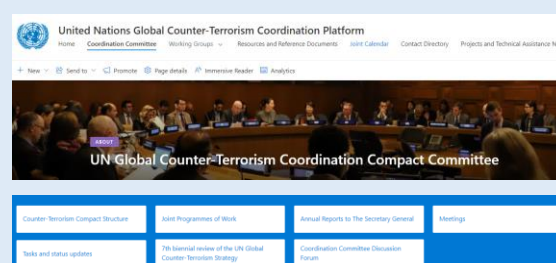 United Nations Global Counter-Terrorism Coordination Platform
Home Coordination Committee Working Groups Resources and Reference Documents Joint Calendar Contact Directory Projects and Technical Assistance
+ New Send to Promote Page details Immersive Reader Analytics
ABOUT
UN Global Counter-Terrorism Coordination Compact Committee
Counter-Terrorism Compact Structure
Joint Programmes of Work
Annual Reports to The Secretary General
Meetings
Tasks and status updates
7th biennial review of the UN Global
Counter-Terrorism Strategy
Coordination Committee Discussion
Forum